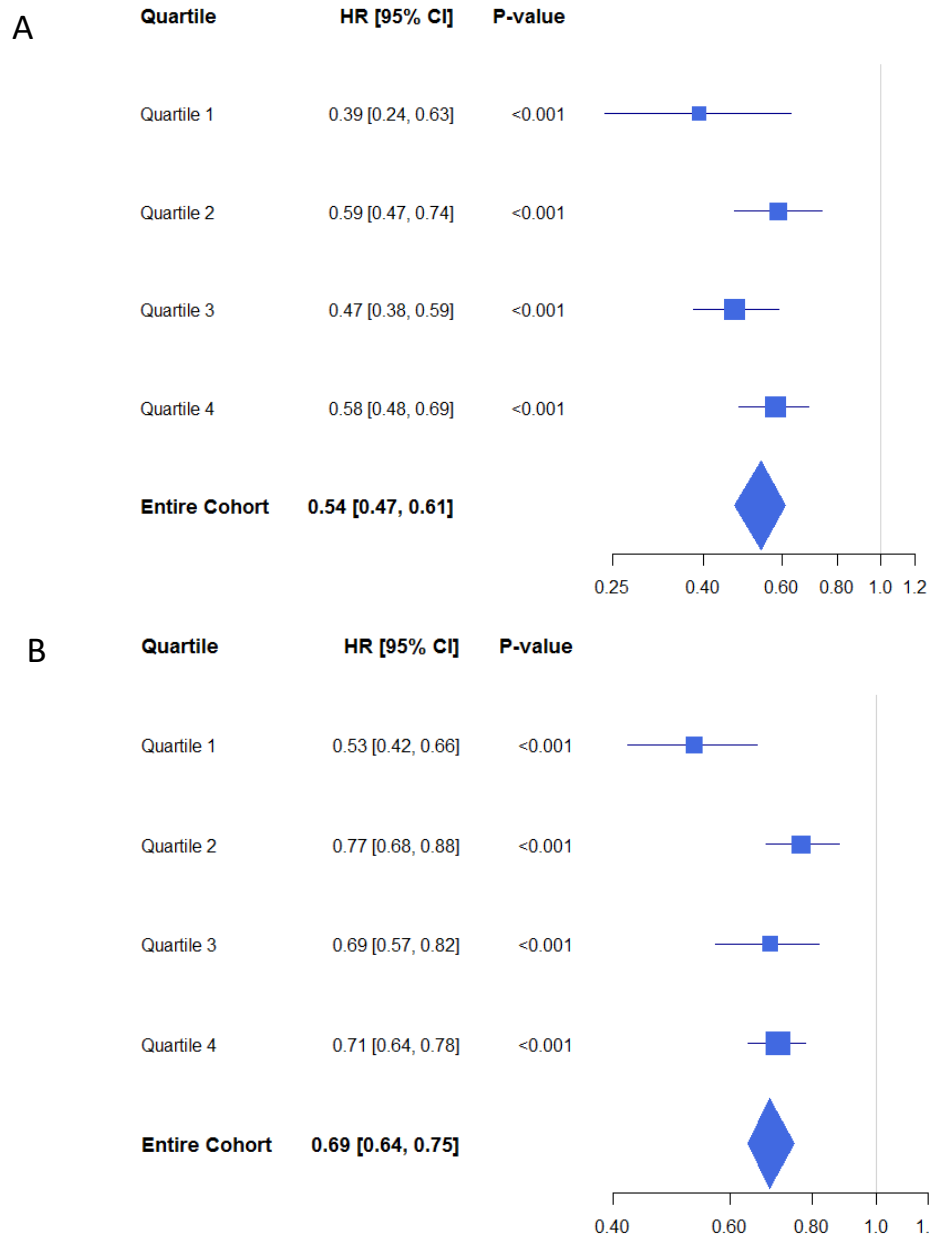 A
Quartile HR [95% CI] P-value
Quartile 1 0.39 [0.24, 0.63] <0.001
Quartile 2 0.59 [0.47, 0.74] <0.001
Quartile 3 0.47 [0.38, 0.59] <0.001
Quartile 4 0.58 [0.48, 0.69] <0.001
Entire Cohort 0.54 [0.47, 0.61]
0.25 0.40 0.60 0.80 1.0 1.2
B
Quartile HR [95% CI] P-value
Quartile 1 0.53 [0.42, 0.66] <0.001
Quartile 2 0.77 [0.68, 0.88] <0.001
Quartile 3 0.69 [0.57, 0.82] <0.001
Quartile 4 0.71 [0.64, 0.78] <0.001
Entire Cohort 0.69 [0.64, 0.75]
0.40 0.60 0.80 1.0 1.